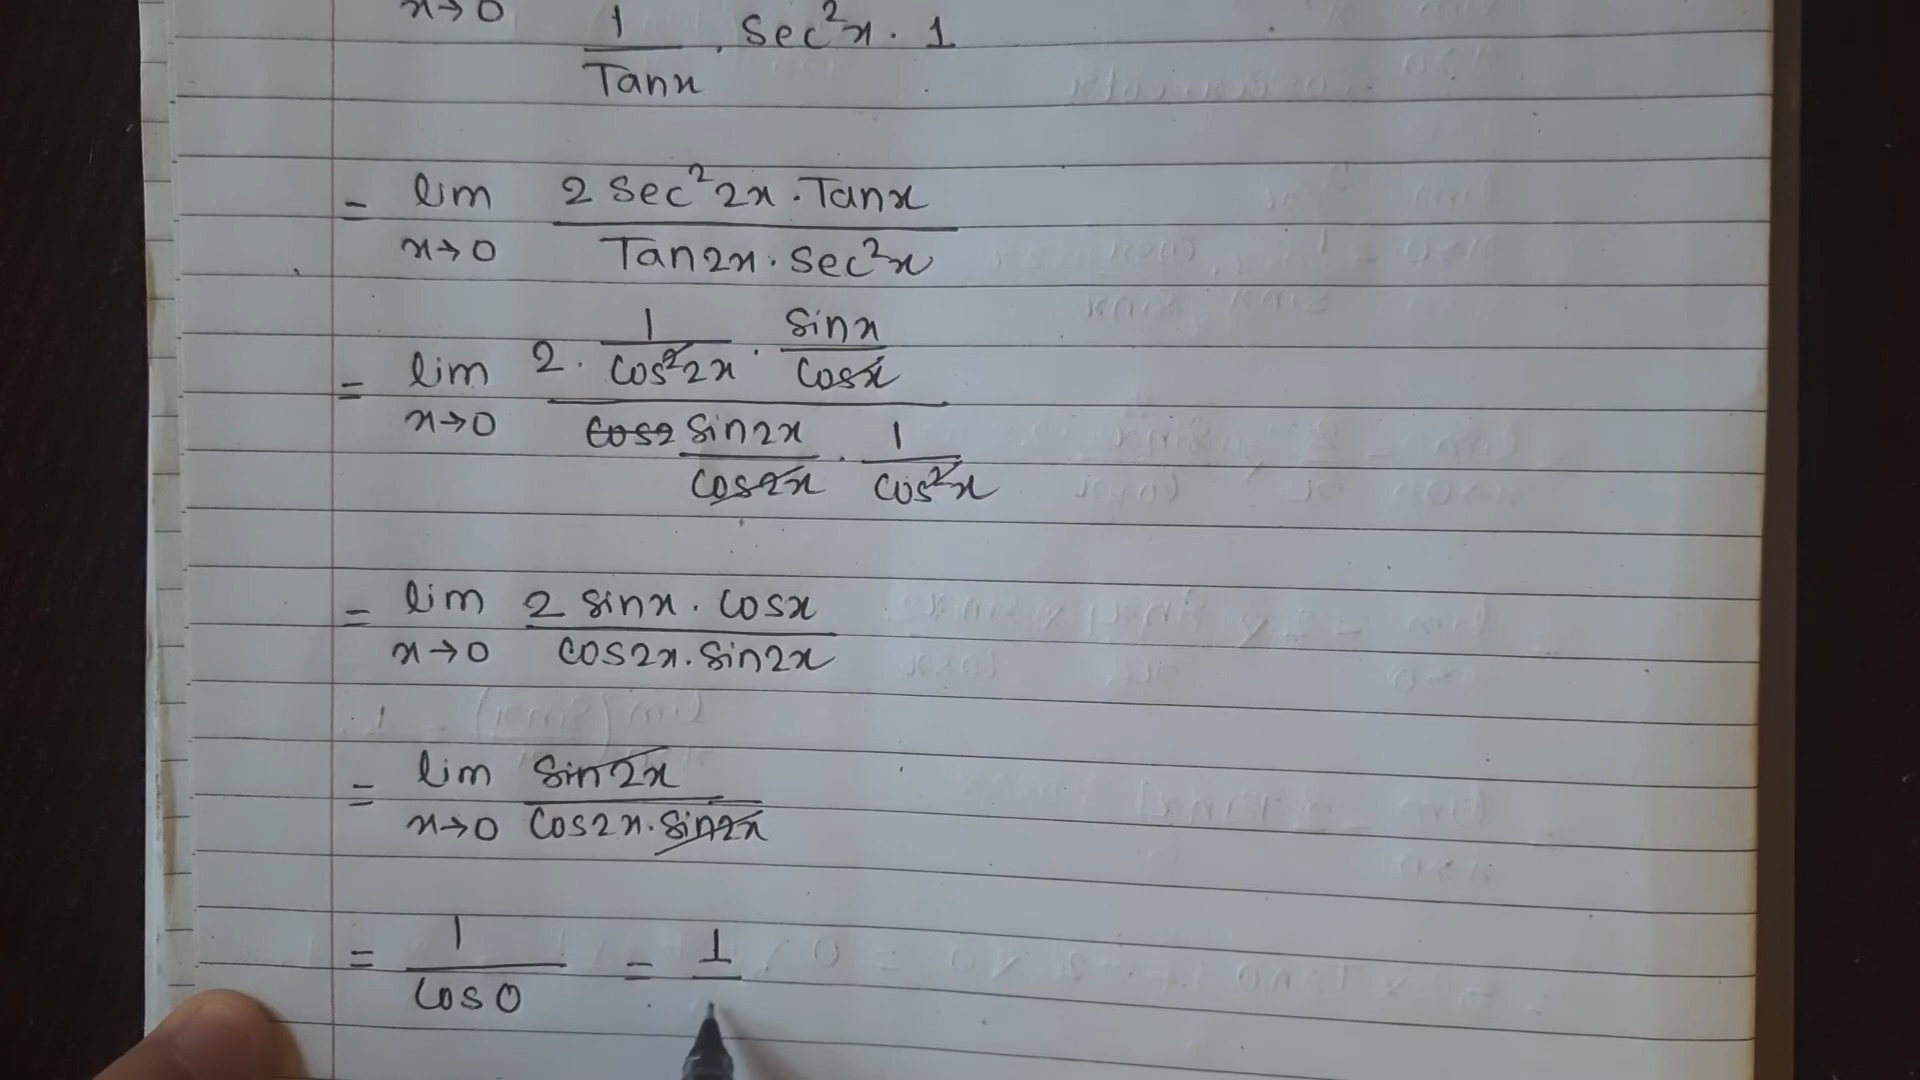 x→0 1/Tanx . Sec²x . 1
= lim x→0 2 Sec²2x . Tanx / Tan2x . Sec²x
= lim x→0 2 . 1/Cos²2x . Sinx/Cosx / Cos2 Sin2x/Cos2x . 1/Cos²x
= lim x→0 2 Sinx . Cosx / Cos2x . Sin2x
= lim x→0 Sin2x / Cos2x . Sin2x
= 1/Cos0 = 1